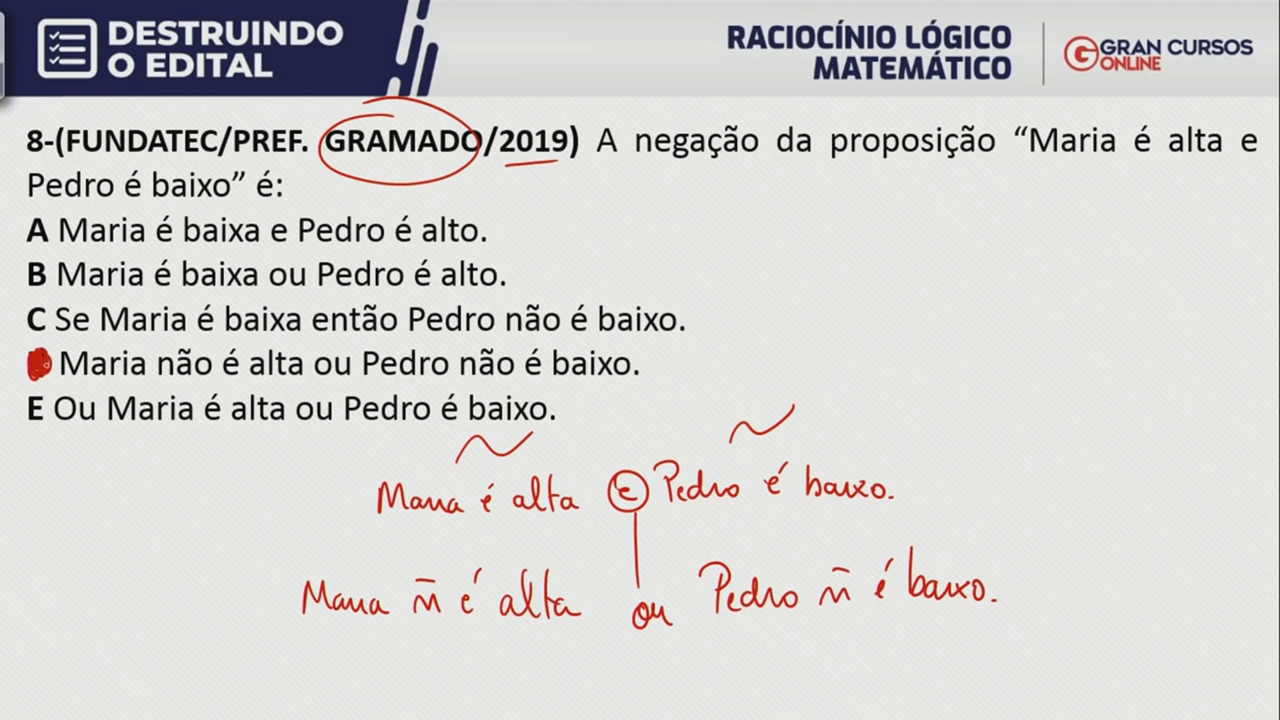 DESTRUINDO
O EDITAL
RACIOCÍNIO LÓGICO
MATEMÁTICO
GRAN CURSOS
ONLINE
8-(FUNDATEC/PREF. GRAMADO/2019) A negação da proposição “Maria é alta e
Pedro é baixo” é:
A Maria é baixa e Pedro é alto.
B Maria é baixa ou Pedro é alto.
C Se Maria é baixa então Pedro não é baixo.
Maria não é alta ou Pedro não é baixo.
E Ou Maria é alta ou Pedro é baixo.
~ ~
Maria é alta e Pedro é baixo.
Maria ñ é alta ou Pedro ñ é baixo.